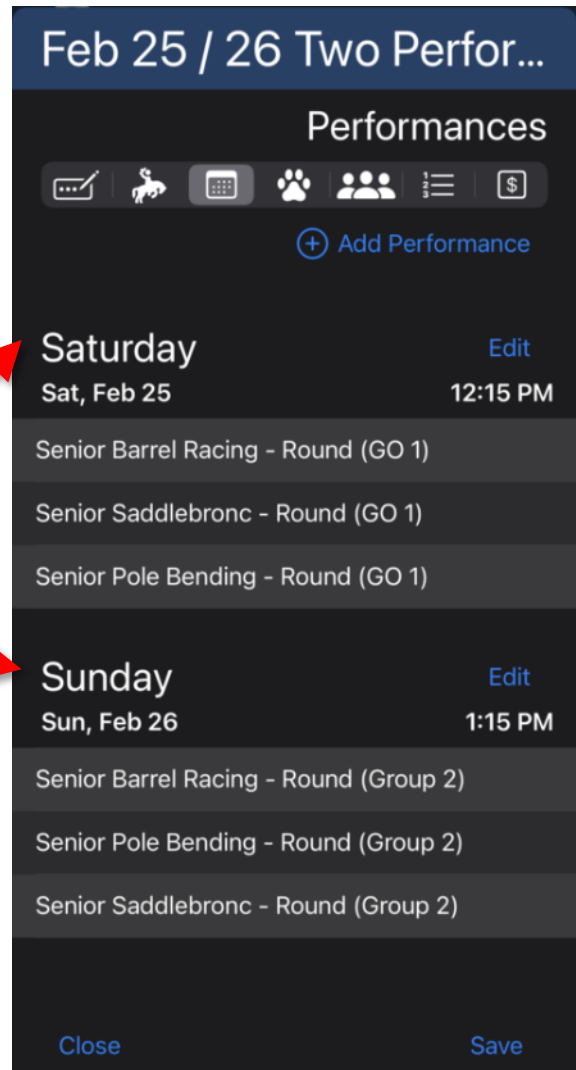 Feb 25 / 26 Two Perfor...
Performances
Add Performance
Saturday Edit
Sat, Feb 25 12:15 PM
Senior Barrel Racing - Round (GO 1)
Senior Saddlebronc - Round (GO 1)
Senior Pole Bending - Round (GO 1)
Sunday Edit
Sun, Feb 26 1:15 PM
Senior Barrel Racing - Round (Group 2)
Senior Pole Bending - Round (Group 2)
Senior Saddlebronc - Round (Group 2)
Close Save